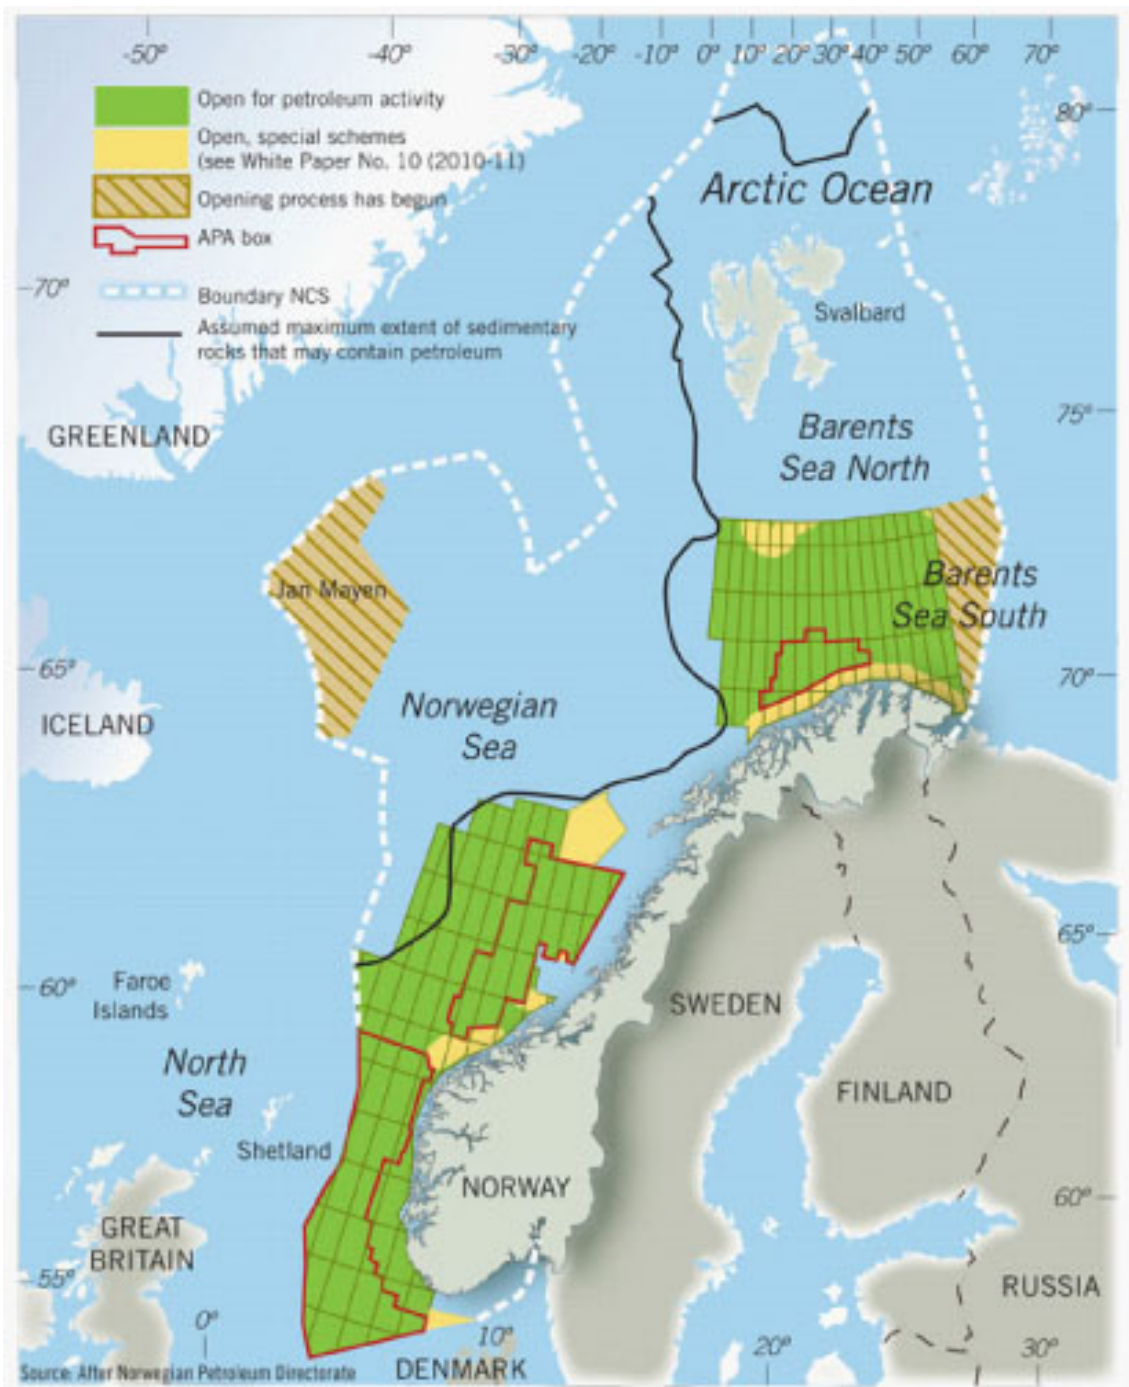 -50° -40° -30° -20° -10° 0° 10° 20° 30° 40° 50° 60° 70°
Open for petroleum activity
Open, special schemes
(see White Paper No. 10 (2010-11)
Opening process has begun
APA box
Boundary NCS
Assumed maximum extent of sedimentary
rocks that may contain petroleum
80°
Arctic Ocean
70°
Svalbard
75°
GREENLAND
Barents
Sea North
Jan Mayen
Barents
Sea South
65°
70°
ICELAND
Norwegian
Sea
65°
Faroe
Islands
60°
SWEDEN
North
Sea
FINLAND
Shetland
NORWAY
60°
GREAT
BRITAIN
55°
RUSSIA
0°
10°
20°
30°
Source: After Norwegian Petroleum Directorate
DENMARK